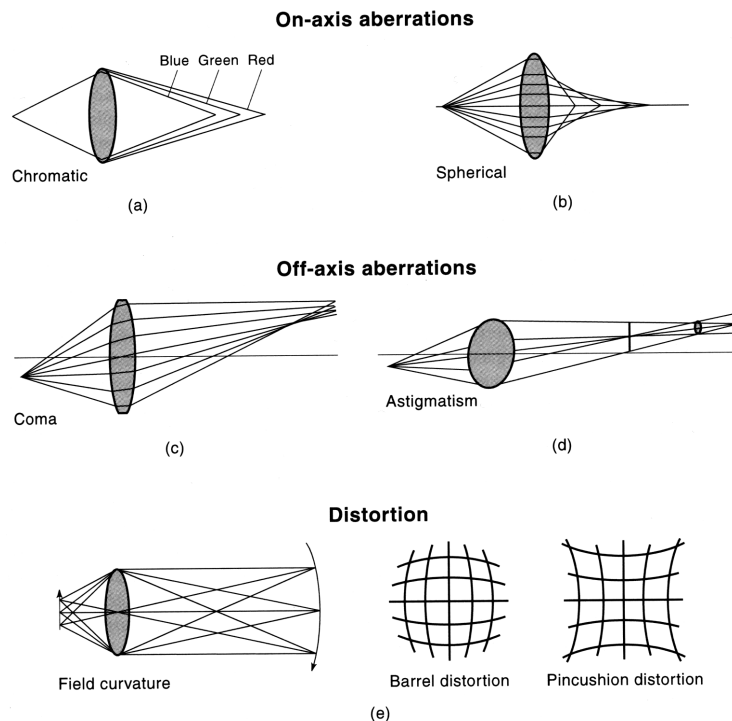 On-axis aberrations
Blue Green Red
Chromatic
(a)
Spherical
(b)
Off-axis aberrations
Coma
(c)
Astigmatism
(d)
Distortion
Field curvature
Barrel distortion
Pincushion distortion
(e)